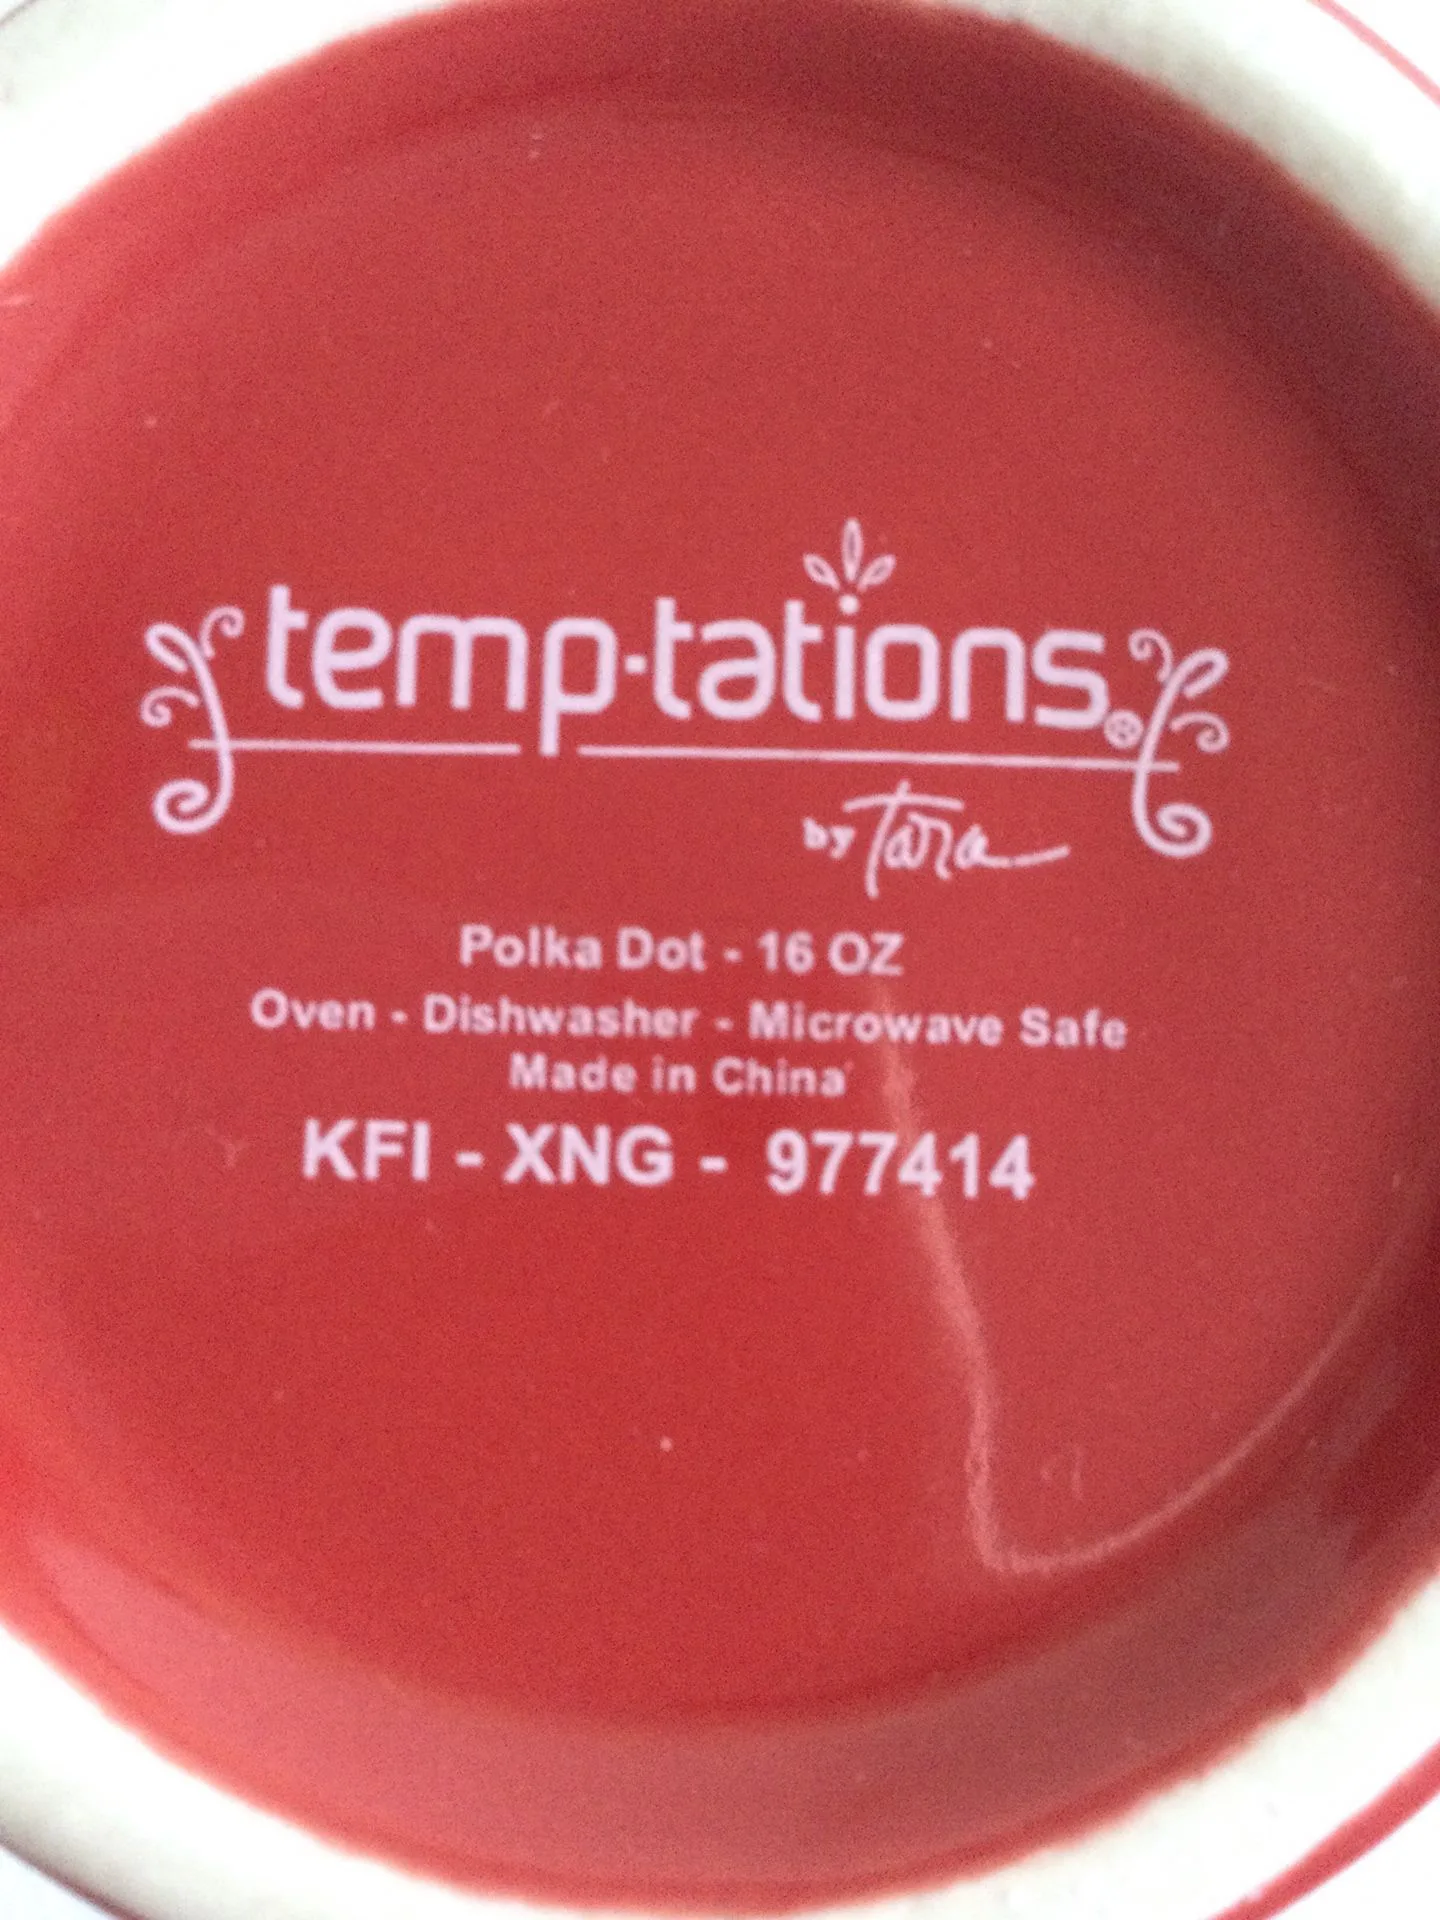 temp-tations®
by Tara
Polka Dot - 16 OZ
Oven - Dishwasher - Microwave Safe
Made in China
KFI - XNG - 977414